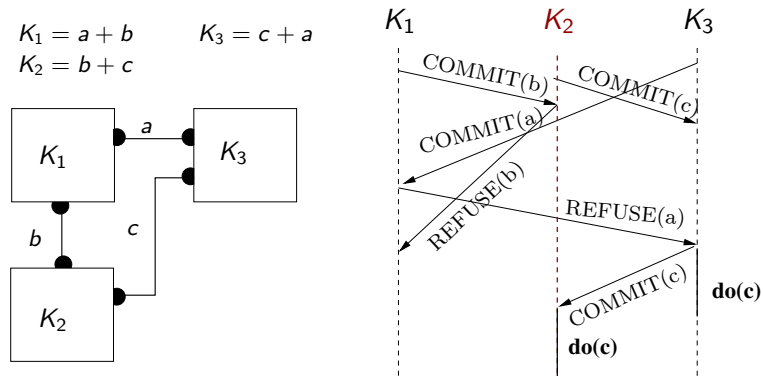 K₁ = a + b
K₃ = c + a
K₂ = b + c
K₁
a
K₃
b
c
K₂
K₁
K₂
K₃
COMMIT(b)
COMMIT(c)
COMMIT(a)
REFUSE(b)
REFUSE(a)
COMMIT(c)
do(c)
do(c)